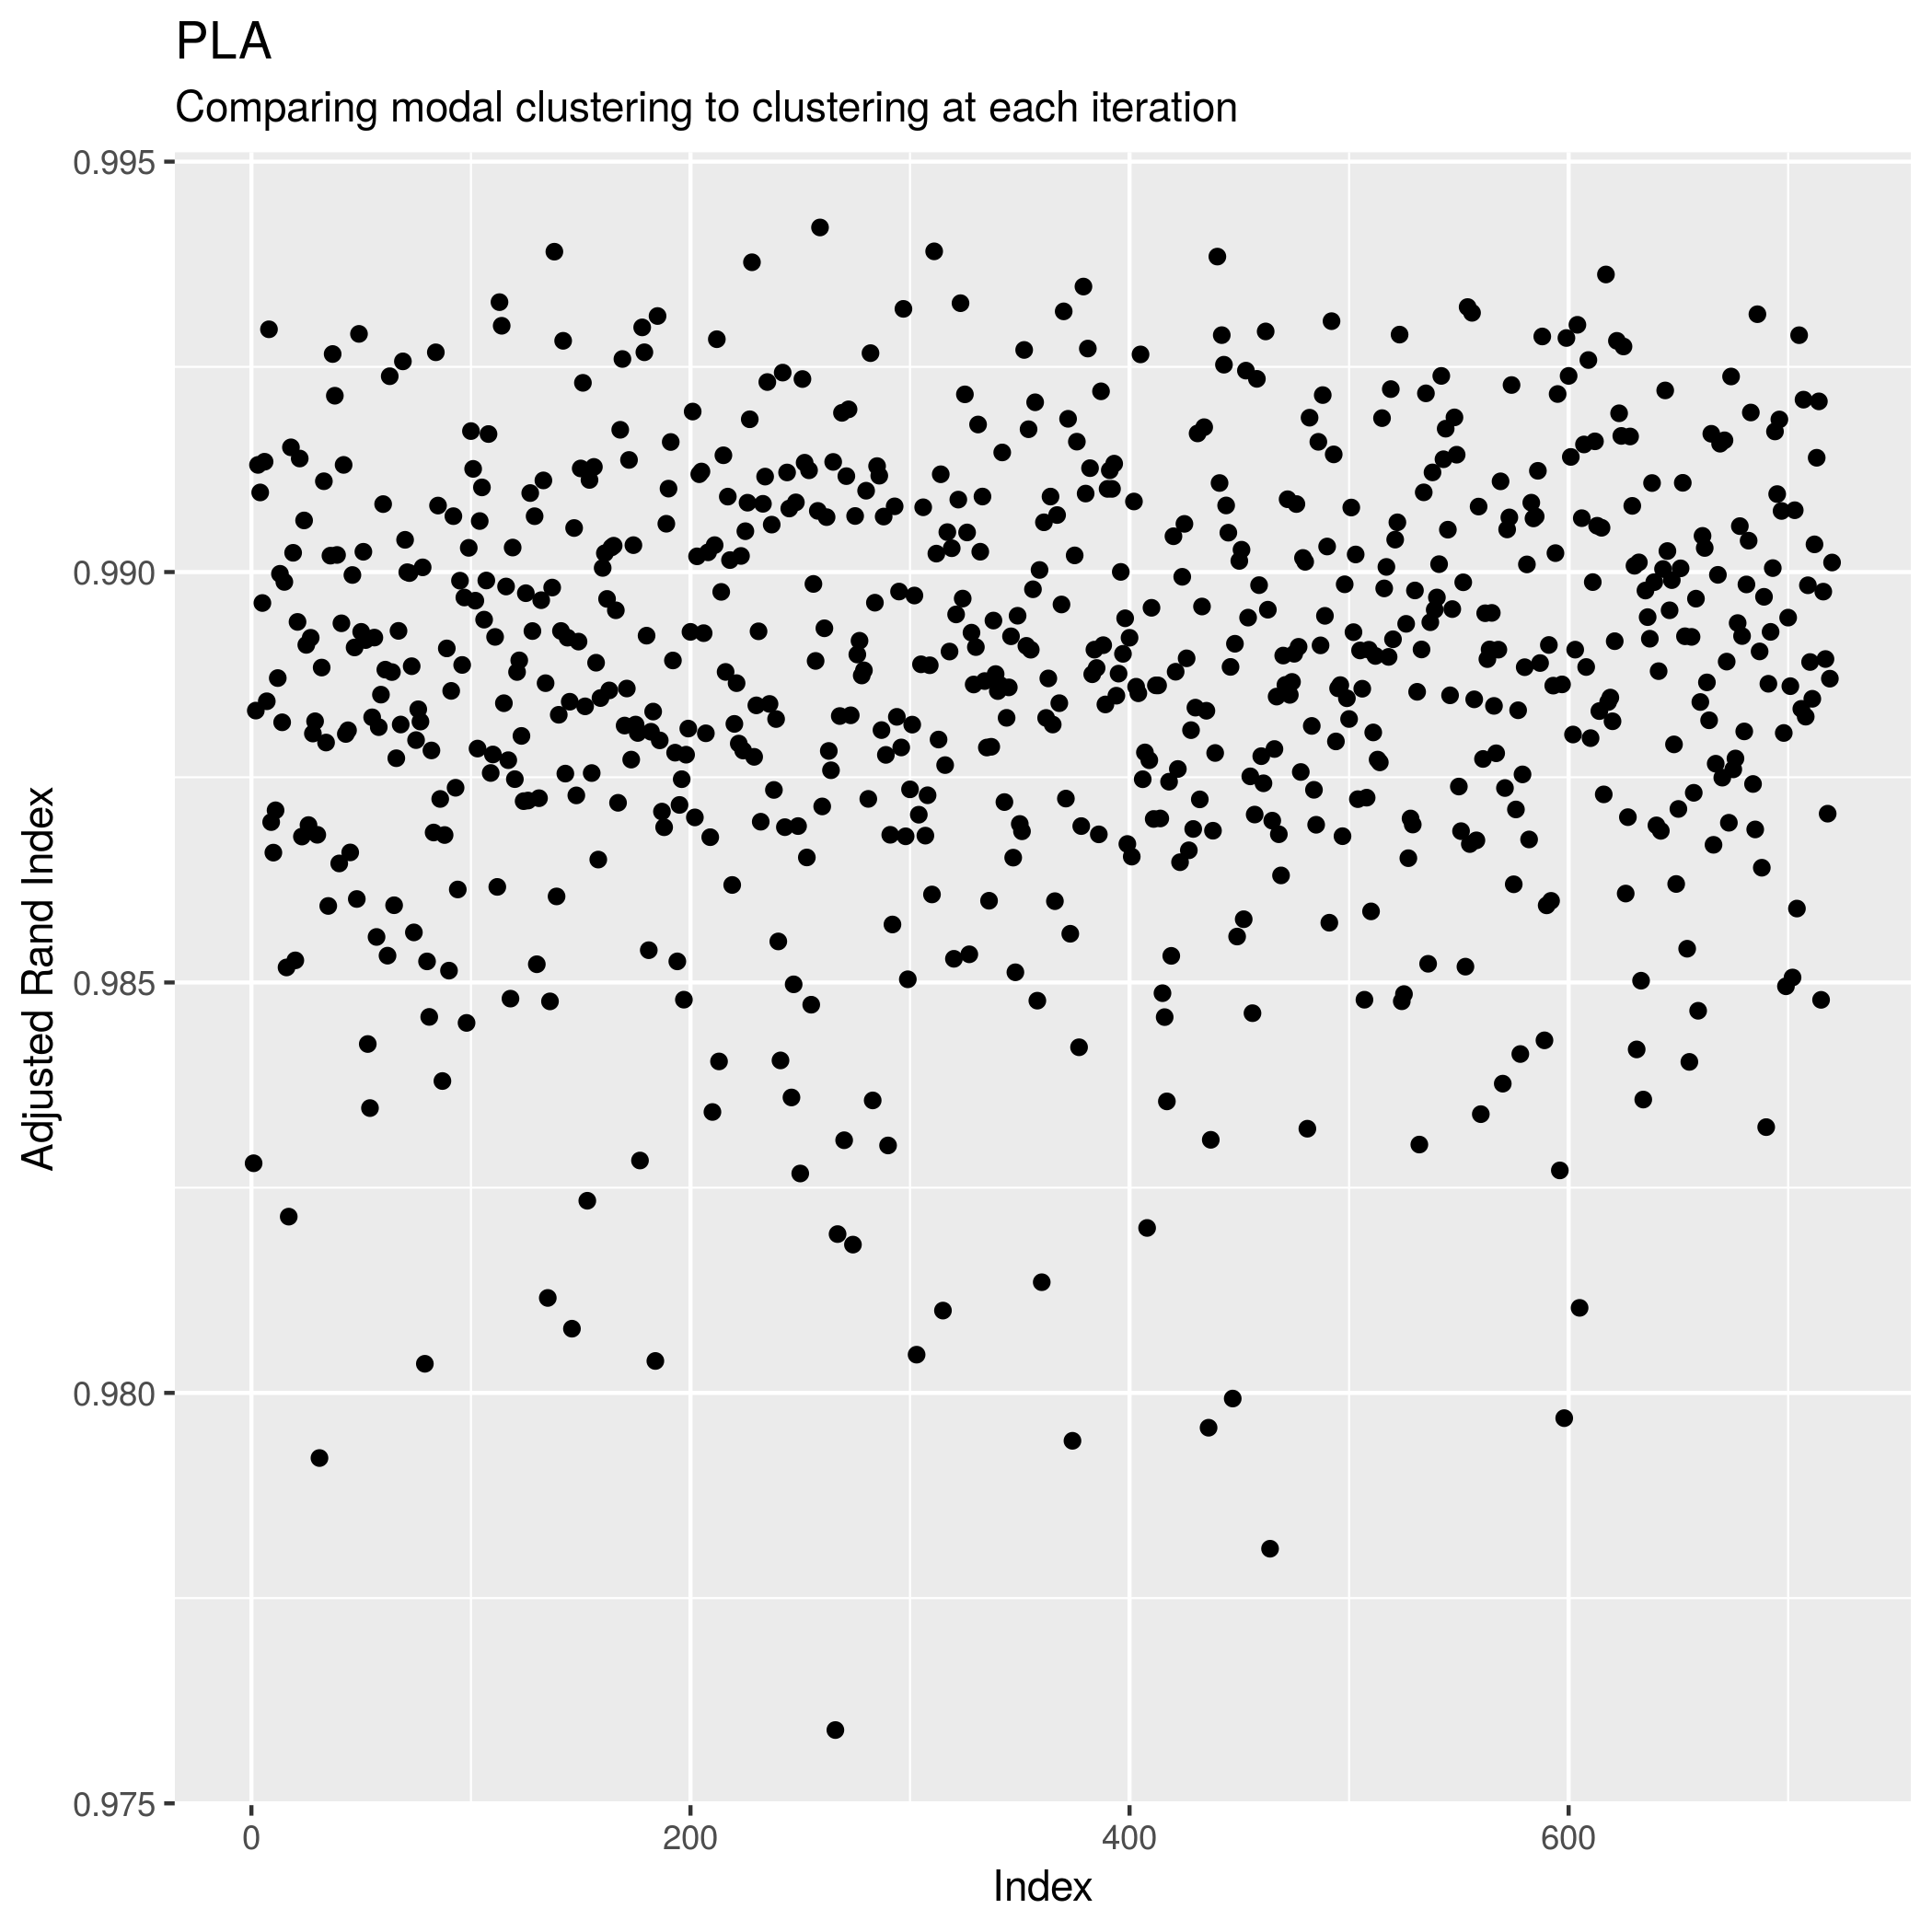 PLA
Comparing modal clustering to clustering at each iteration
0.995
0.990
0.985
0.980
0.975
Adjusted Rand Index
0 200 400 600
Index